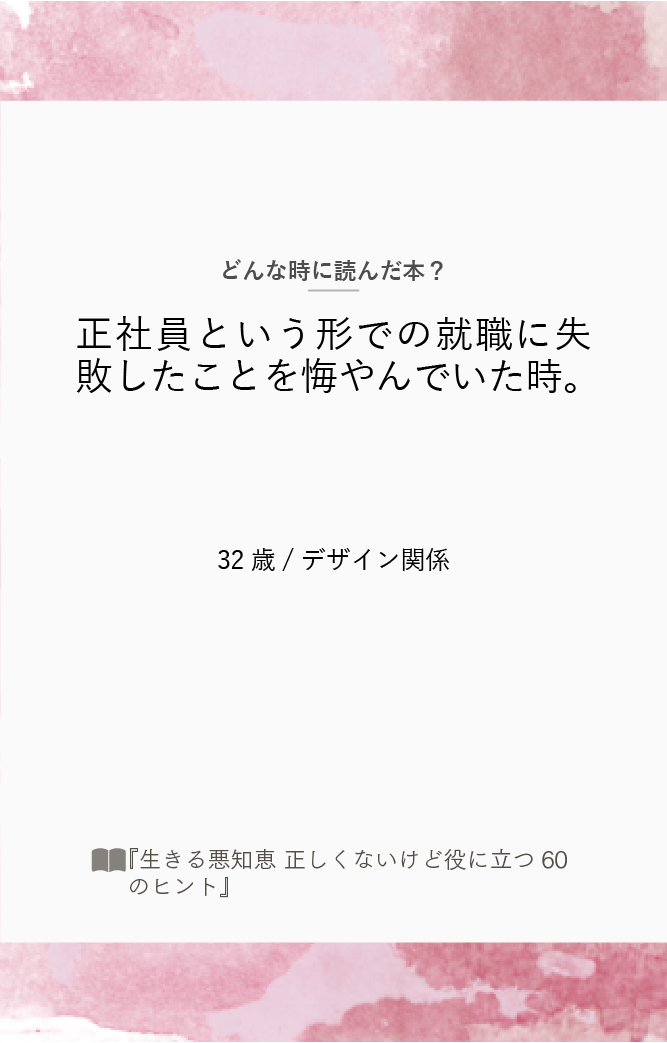 どんな時に読んだ本？
正社員という形での就職に失
敗したことを悔やんでいた時。
32 歳 / デザイン関係
『生きる悪知恵 正しくないけど役に立つ 60
のヒント』